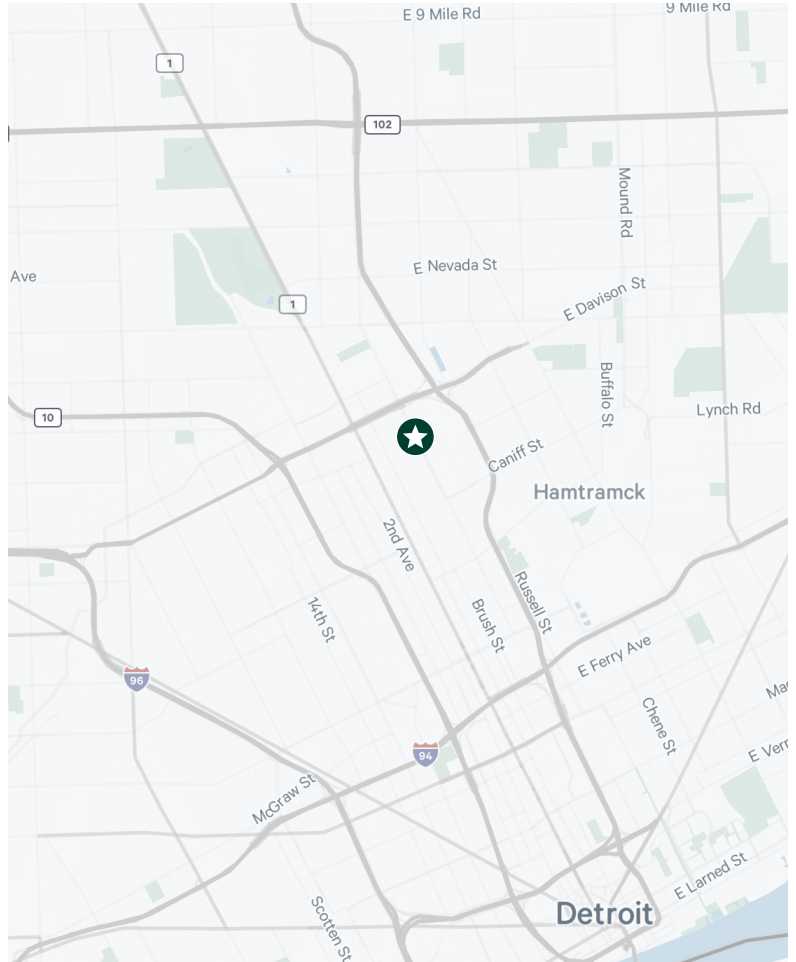 E 9 Mile Rd
9 Mile Rd
1
102
Mound Rd
E Nevada St
Ave
E Davison St
1
Buffalo St
Lynch Rd
10
Caniff St
Hamtramck
2nd Ave
Russell St
14th St
Brush St
E Ferry Ave
96
Mac
Chene St
94
E Vern
McGraw St
E Larned St
Scotten St
Detroit